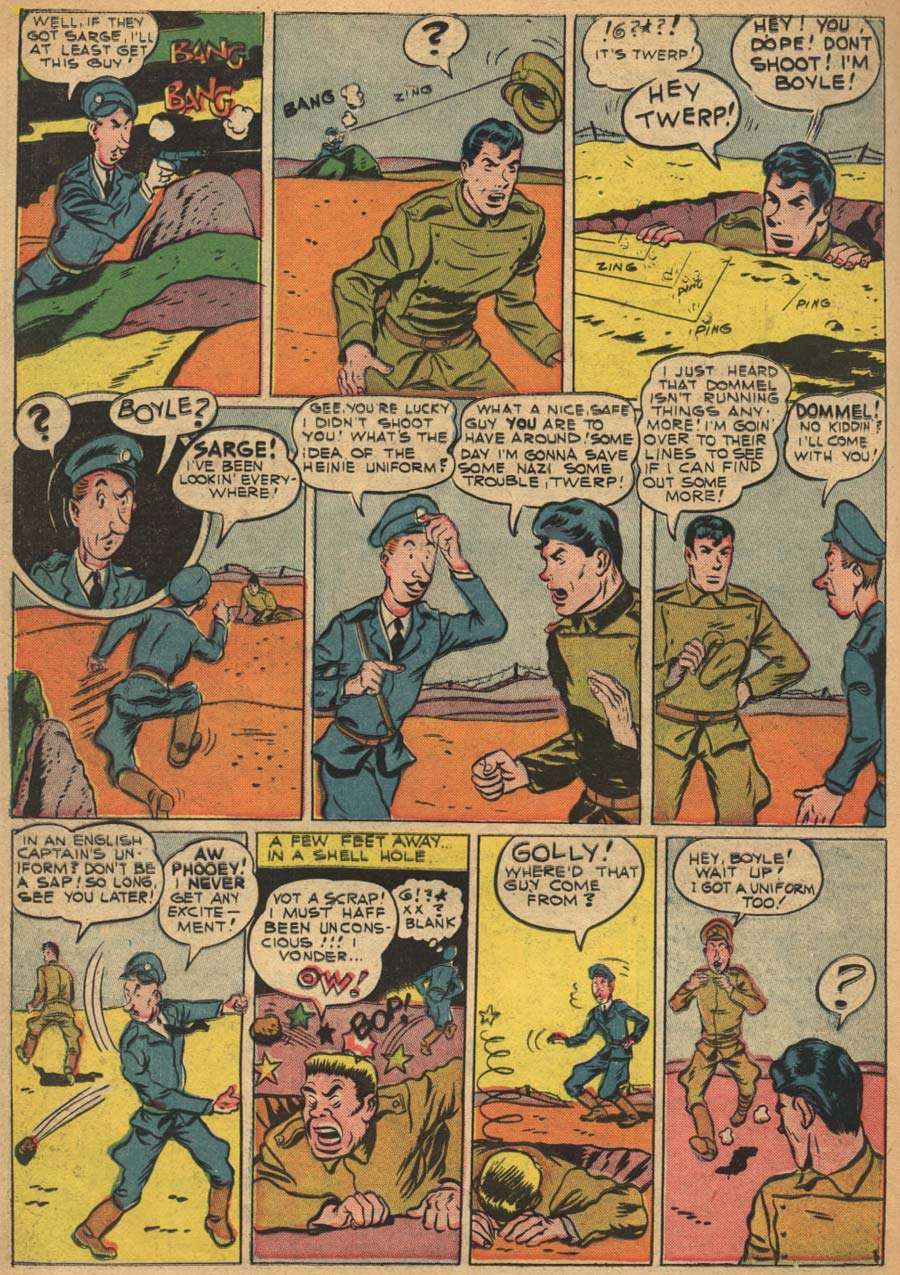 WELL, IF THEY
GOT SARGE, I'LL
AT LEAST GET
THIS GUY!
BANG
BANG
?
BANG
ZING
!6?*?!
IT'S TWERP!
HEY
TWERP!
HEY! YOU
DOPE! DONT
SHOOT! I'M
BOYLE!
ZING
PING
PING
PING
?
BOYLE?
SARGE!
I'VE BEEN
LOOKIN' EVERY-
WHERE!
GEE, YOU'RE LUCKY
I DIDN'T SHOOT
YOU! WHAT'S THE
IDEA OF THE
HEINIE UNIFORM?
WHAT A NICE, SAFE
GUY YOU ARE TO
HAVE AROUND! SOME
DAY I'M GONNA SAVE
SOME NAZI SOME
TROUBLE, TWERP!
I JUST HEARD
THAT DOMMEL
ISN'T RUNNING
THINGS ANY-
MORE! I'M GOIN'
OVER TO THEIR
LINES TO SEE
IF I CAN FIND
OUT SOME
MORE!
DOMMEL!
NO KIDDIN'?
I'LL COME
WITH YOU!
IN AN ENGLISH
CAPTAIN'S UN-
IFORM? DON'T BE
A SAP! SO LONG,
SEE YOU LATER!
AW
PHOOEY!
I NEVER
GET ANY
EXCITE-
MENT!
A FEW FEET AWAY...
IN A SHELL HOLE
VOT A SCRAP!
I MUST HAFF
BEEN UNCONS-
CIOUS!!! I
VONDER...
OW!
6!?*
XX?
BLANK
BOP!
GOLLY!
WHERE'D THAT
GUY COME
FROM?
HEY, BOYLE!
WAIT UP!
I GOT A UNIFORM
TOO!
?